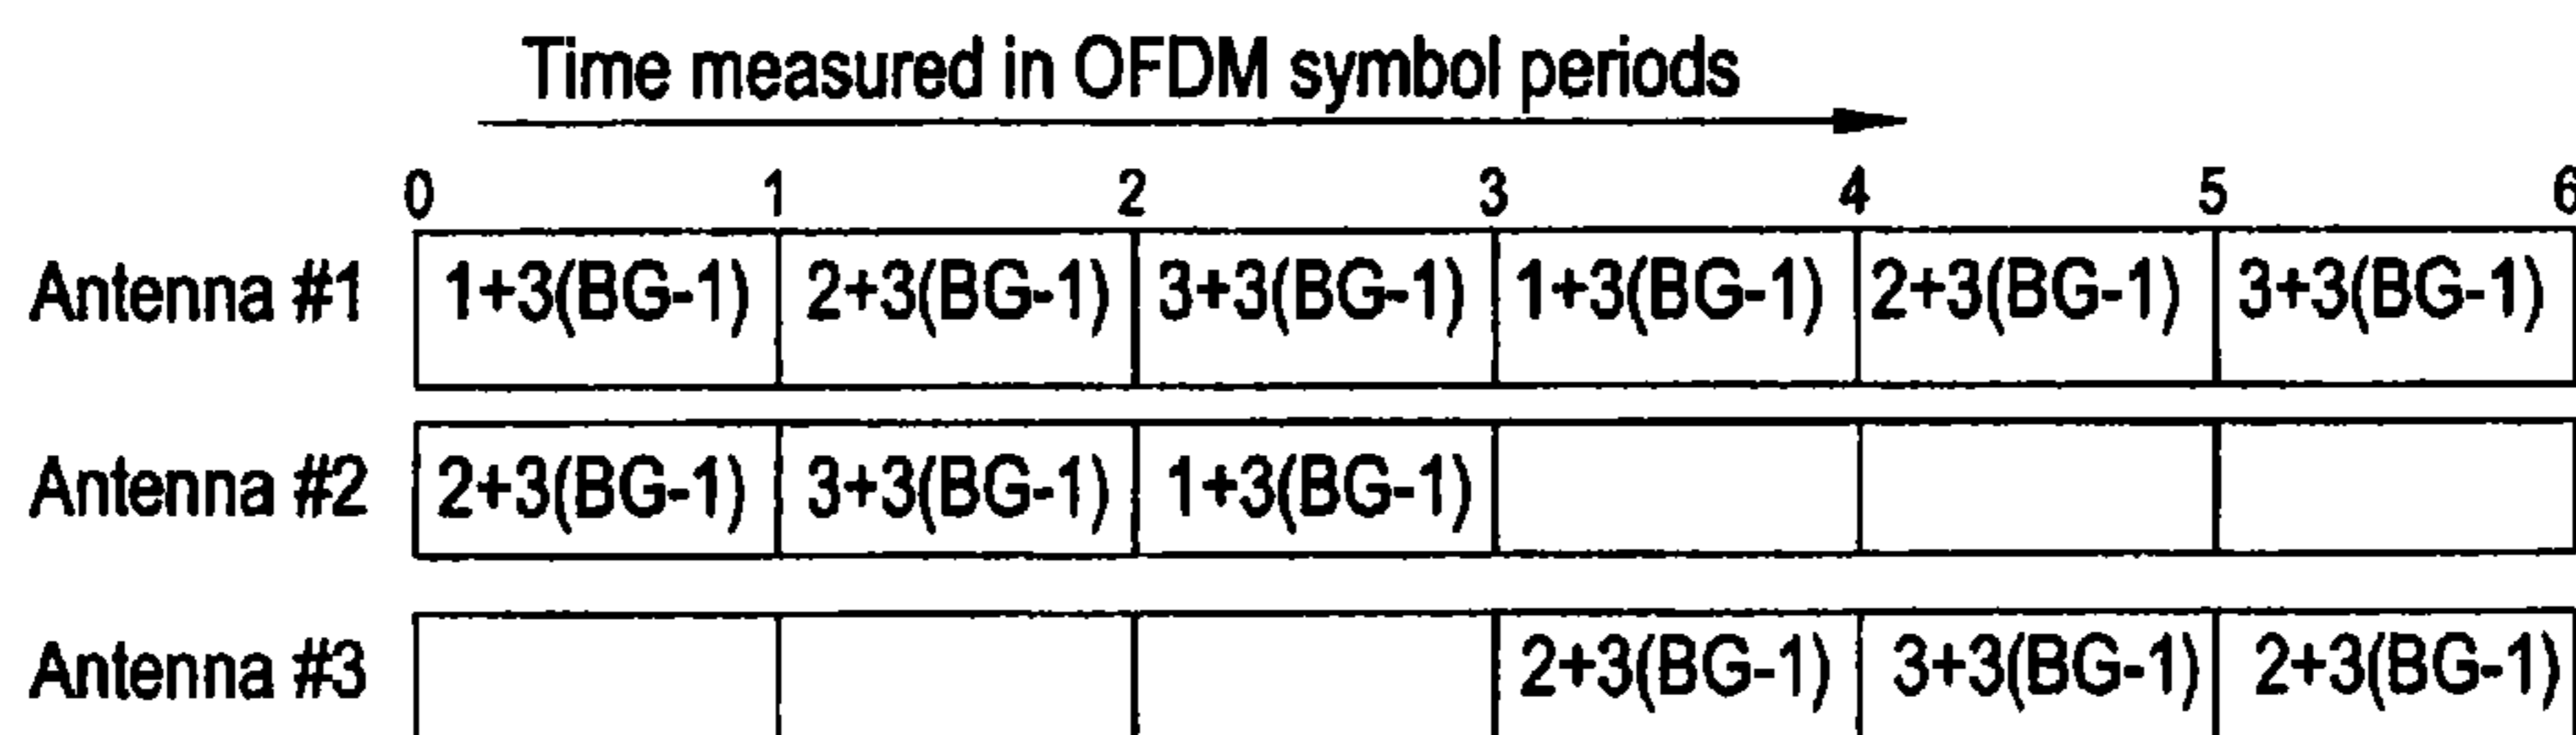 Time measured in OFDM symbol periods
0 1 2 3 4 5 6
Antenna #1 1+3(BG-1) 2+3(BG-1) 3+3(BG-1) 1+3(BG-1) 2+3(BG-1) 3+3(BG-1)
Antenna #2 2+3(BG-1) 3+3(BG-1) 1+3(BG-1)
Antenna #3 2+3(BG-1) 3+3(BG-1) 2+3(BG-1)